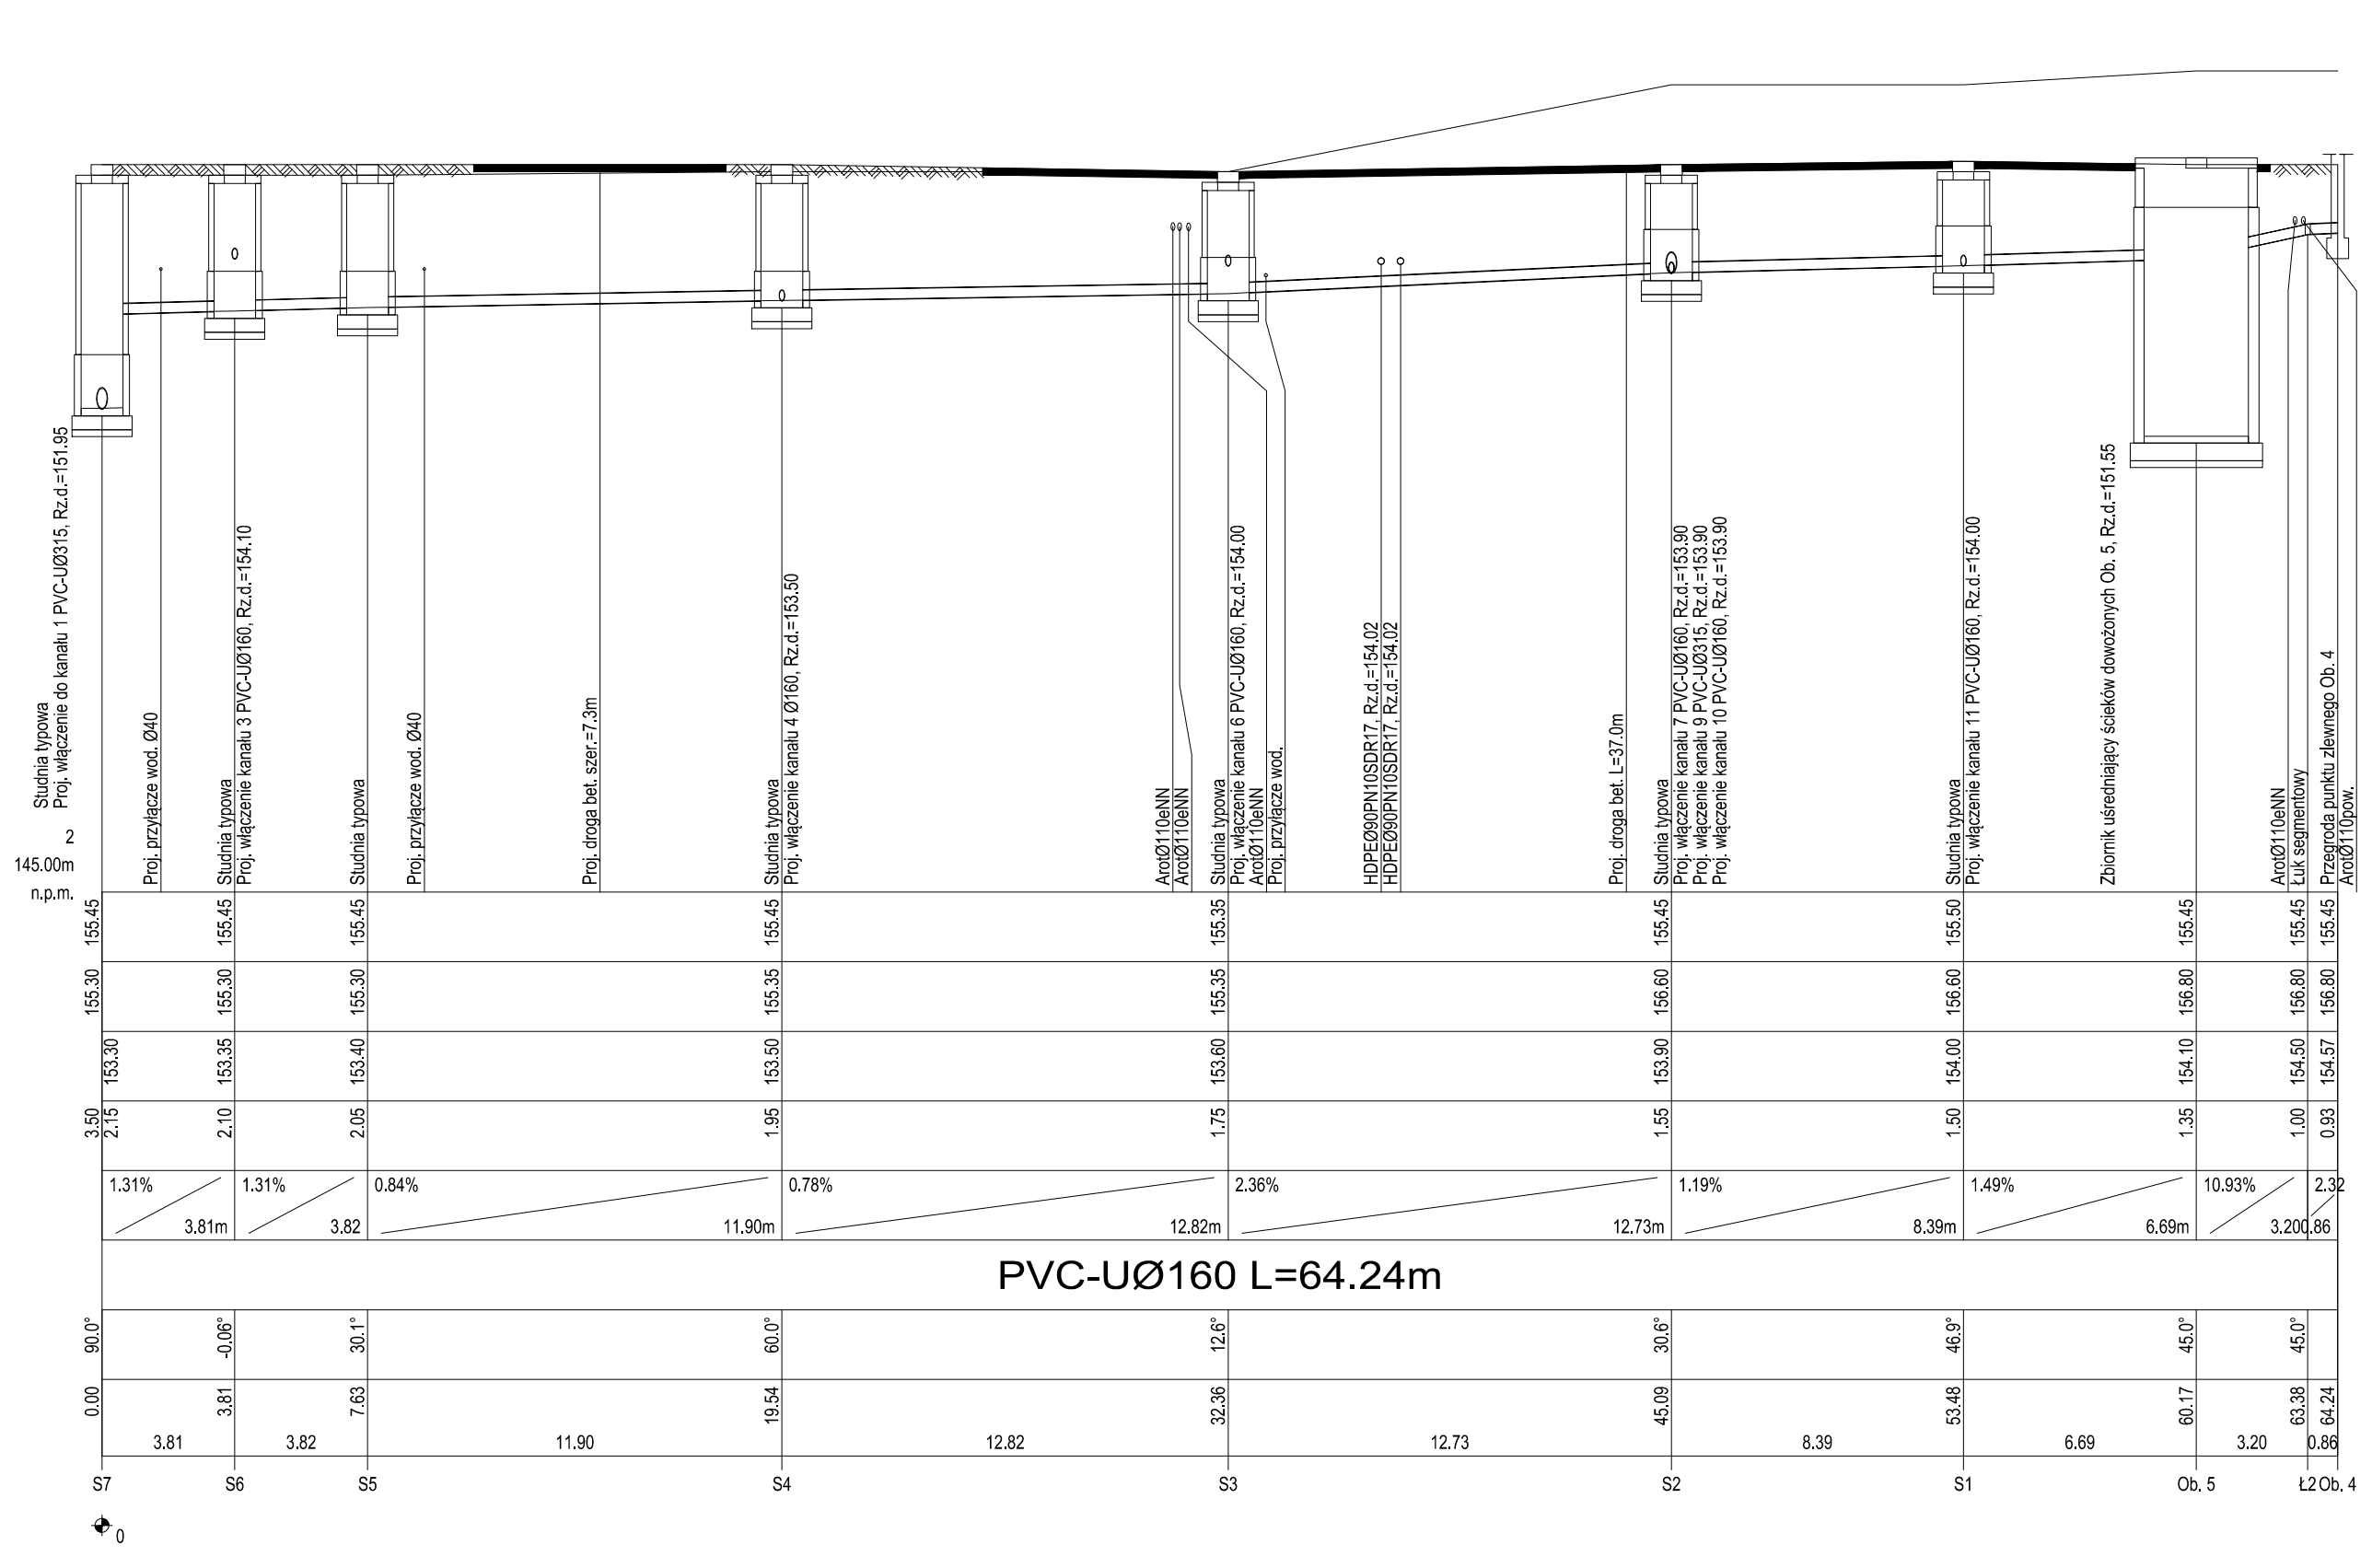 Studnia typowa
Proj. włączenie do kanału 1 PVC-UØ315, Rz.d.=151.95
Proj. przyłącze wod. Ø40
Studnia typowa
Proj. włączenie kanału 3 PVC-UØ160, Rz.d.=154.10
Studnia typowa
Proj. przyłącze wod. Ø40
Proj. droga bet. szer.=7.3m
Studnia typowa
Proj. włączenie kanału 4 Ø160, Rz.d.=153.50
ArotØ110eNN
ArotØ110eNN
Studnia typowa
Proj. włączenie kanału 6 PVC-UØ160, Rz.d.=154.00
ArotØ110eNN
Proj. przyłącze wod.
HDPEØ90PN10SDR17, Rz.d.=154.02
HDPEØ90PN10SDR17, Rz.d.=154.02
Proj. droga bet. L=37.0m
Studnia typowa
Proj. włączenie kanału 7 PVC-UØ160, Rz.d.=153.90
Proj. włączenie kanału 9 PVC-UØ315, Rz.d.=153.90
Proj. włączenie kanału 10 PVC-UØ160, Rz.d.=153.90
Studnia typowa
Proj. włączenie kanału 11 PVC-UØ160, Rz.d.=154.00
Zbiornik uśredniający ścieków dowożonych Ob. 5, Rz.d.=151.55
ArotØ110eNN
Łuk segmentowy
Przegroda punktu zlewnego Ob. 4
ArotØ110pow.
2
145.00m
n.p.m.
155.45 155.45 155.45 155.45 155.35 155.45 155.50 155.45 155.45 155.45
155.30 155.30 155.30 155.35 155.35 156.60 156.60 156.80 156.80 156.80
153.30 153.35 153.40 153.50 153.60 153.90 154.00 154.10 154.50 154.57
3.50 2.15 2.10 2.05 1.95 1.75 1.55 1.50 1.35 1.00 0.93
1.31% 1.31% 0.84% 0.78% 2.36% 1.19% 1.49% 10.93% 2.32
3.81m 3.82 11.90m 12.82m 12.73m 8.39m 6.69m 3.20 0.86
PVC-UØ160 L=64.24m
90.0° -0.06° 30.1° 60.0° 12.6° 30.6° 46.9° 45.0° 45.0°
0.00 3.81 7.63 19.54 32.36 45.09 53.48 60.17 63.38 64.24
3.81 3.82 11.90 12.82 12.73 8.39 6.69 3.20 0.86
S7 S6 S5 S4 S3 S2 S1 Ob. 5 Ł2 Ob. 4
0